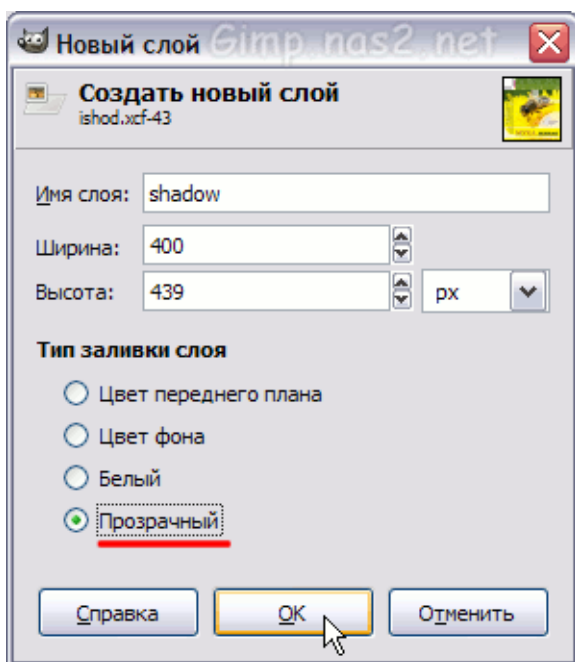 Новый слой Gimp.nas2.net
Создать новый слой
ishod.xcf-43
Имя слоя: shadow
Ширина: 400
Высота: 439 px
Тип заливки слоя
Цвет переднего плана
Цвет фона
Белый
Прозрачный
Справка OK Отменить